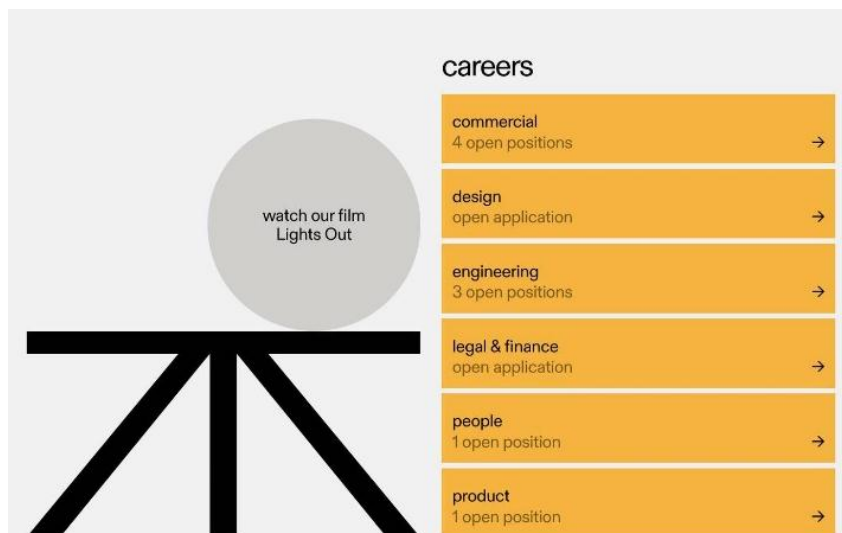 careers
commercial
4 open positions
→
design
open application
→
watch our film
Lights Out
engineering
3 open positions
→
legal & finance
open application
→
people
1 open position
→
product
1 open position
→